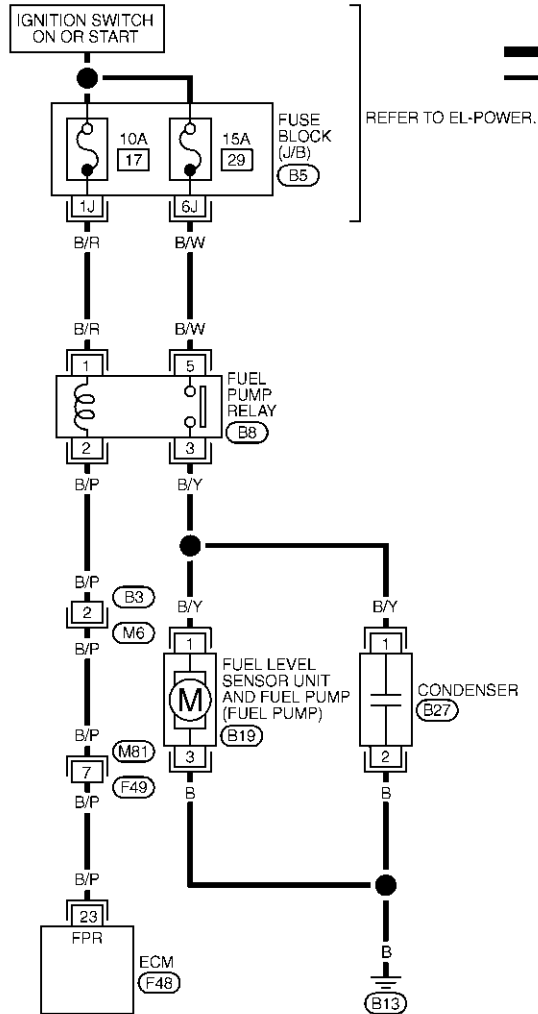 IGNITION SWITCH
ON OR START
REFER TO EL-POWER.
FUSE
BLOCK
(J/B)
B5
10A
17
15A
29
1J
6J
B/R
B/W
B/R
B/W
1
5
FUEL
PUMP
RELAY
B8
2
3
B/P
B/Y
B/P
B3
2
M6
B/P
B/Y
B/Y
1
1
FUEL LEVEL
SENSOR UNIT
AND FUEL PUMP
(FUEL PUMP)
B19
M
CONDENSER
B27
3
2
B/P
M81
7
F49
B/P
B
B
B/P
23
FPR
ECM
F48
B
B13